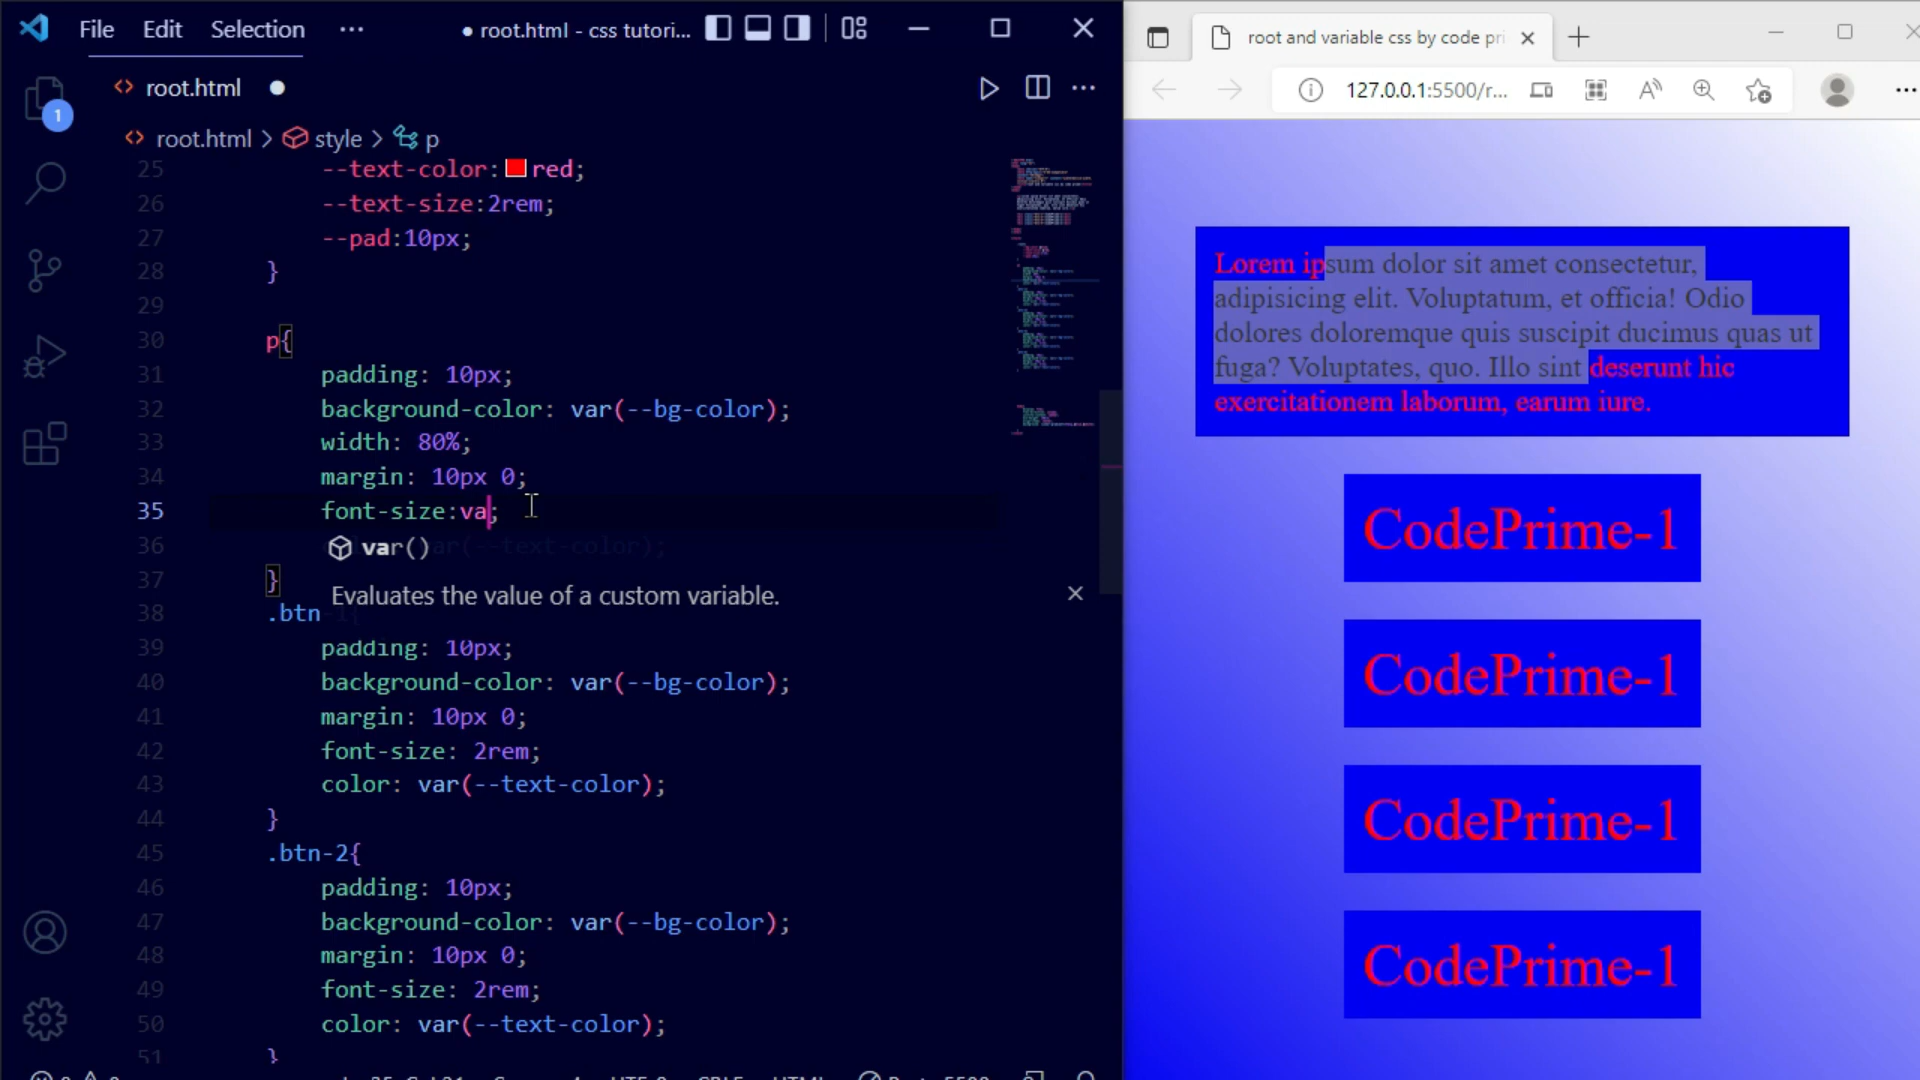 File Edit Selection ··· ● root.html - css tutori...
root.html ●
root.html > style > p
1
25 --text-color: red;
26 --text-size:2rem;
27 --pad:10px;
28 }
29
30 p{
31 padding: 10px;
32 background-color: var(--bg-color);
33 width: 80%;
34 margin: 10px 0;
35 font-size:va;
36 var(--text-color);
var()
37 }
Evaluates the value of a custom variable.
38 .btn-1{
39 padding: 10px;
40 background-color: var(--bg-color);
41 margin: 10px 0;
42 font-size: 2rem;
43 color: var(--text-color);
44 }
45 .btn-2{
46 padding: 10px;
47 background-color: var(--bg-color);
48 margin: 10px 0;
49 font-size: 2rem;
50 color: var(--text-color);
51 }
root and variable css by code pri
127.0.0.1:5500/r...
Lorem ipsum dolor sit amet consectetur,
adipisicing elit. Voluptatum, et officia! Odio
dolores doloremque quis suscipit ducimus quas ut
fuga? Voluptates, quo. Illo sint deserunt hic
exercitationem laborum, earum iure.
CodePrime-1
CodePrime-1
CodePrime-1
CodePrime-1